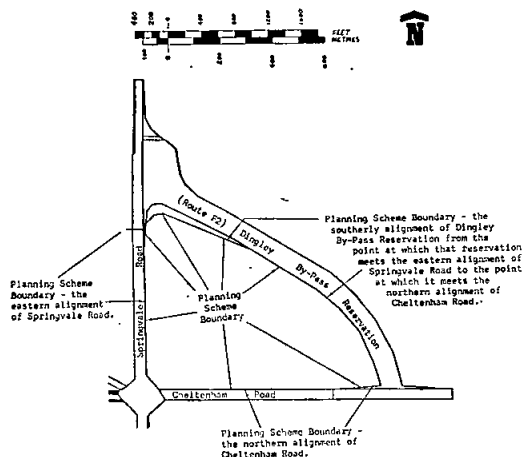 FEET
METRES
N
(Route F2)
Dingley
By-Pass
Reservation
Planning Scheme Boundary - the
southerly alignment of Dingley
By-Pass Reservation from the
point at which that reservation
meets the eastern alignment of
Springvale Road to the point
at which it meets the
northern alignment of
Cheltenham Road.
Planning Scheme
Boundary - the
eastern alignment
of Springvale Road.
Planning
Scheme
Boundary
Springvale Road
Cheltenham Road
Planning Scheme Boundary -
the northern alignment of
Cheltenham Road.